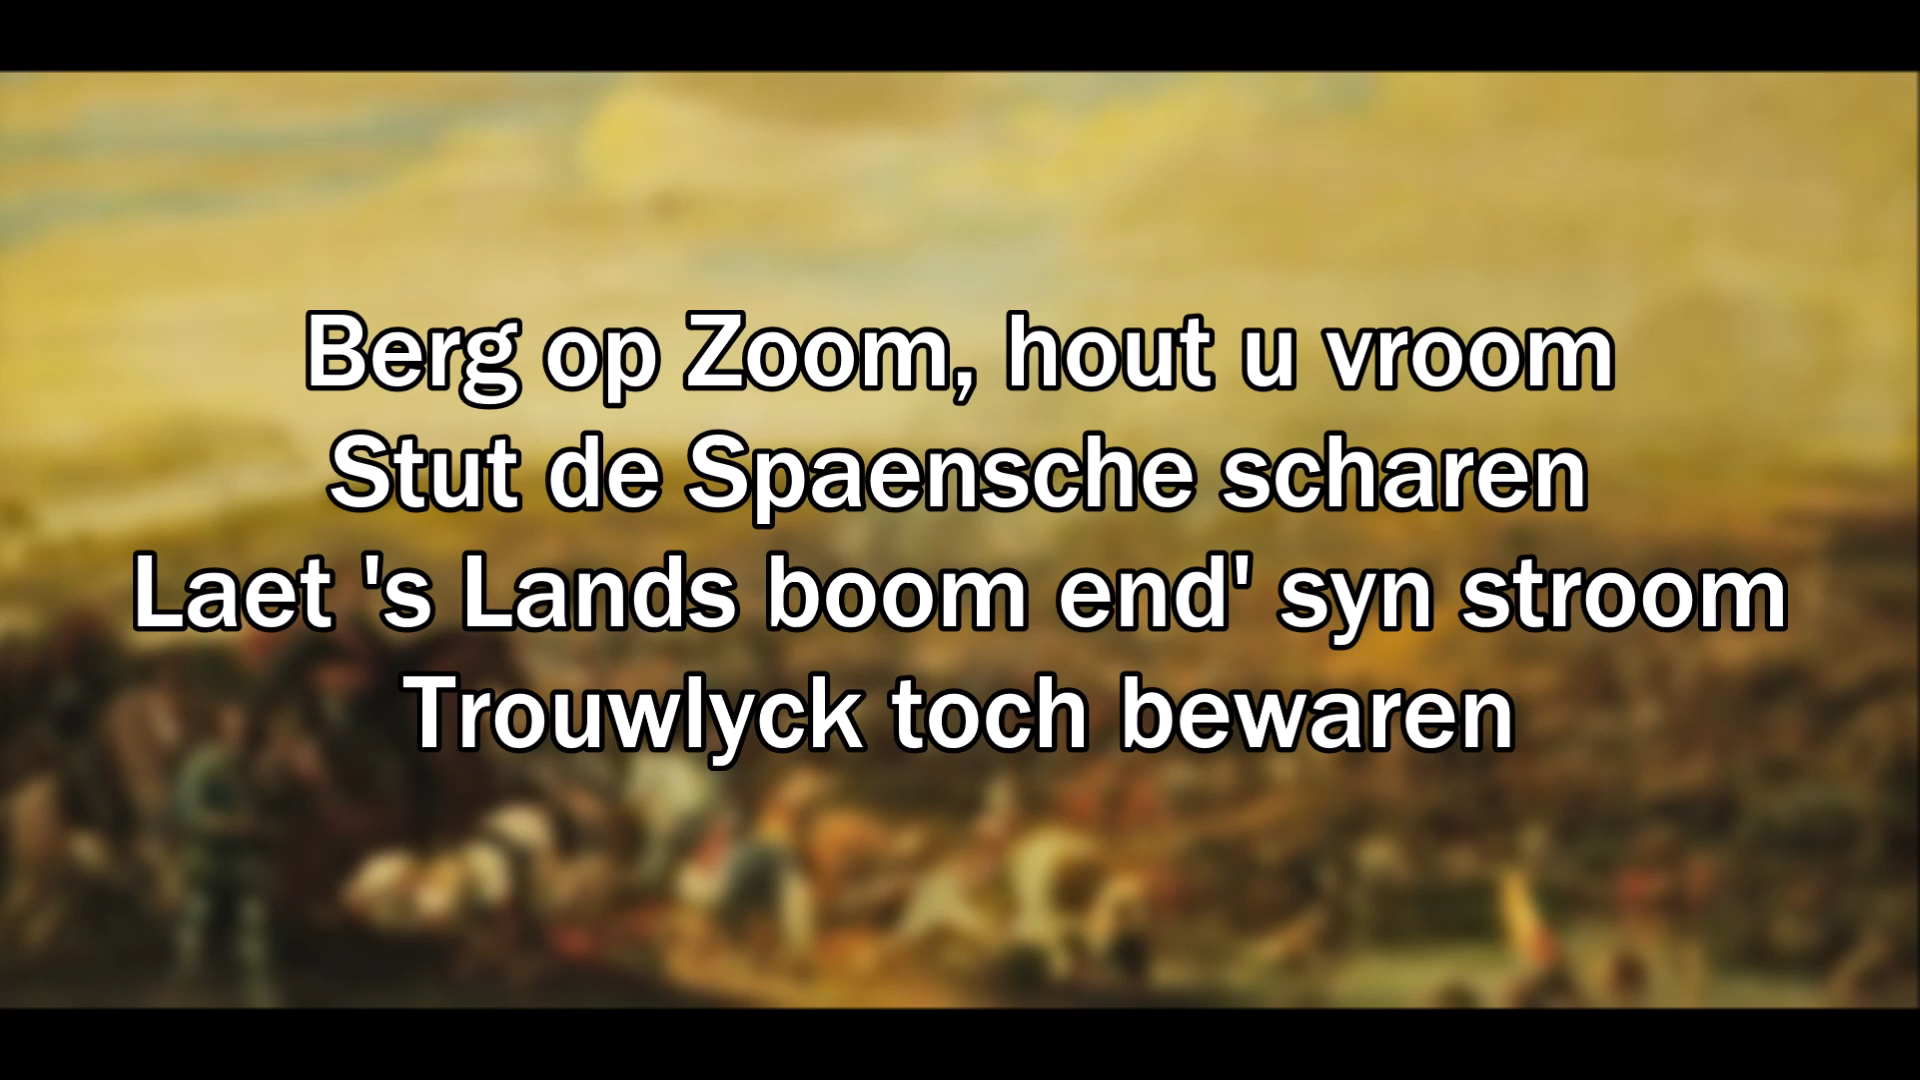 Berg op Zoom, hout u vroom
Stut de Spaensche scharen
Laet 's Lands boom end' syn stroom
Trouwlyck toch bewaren